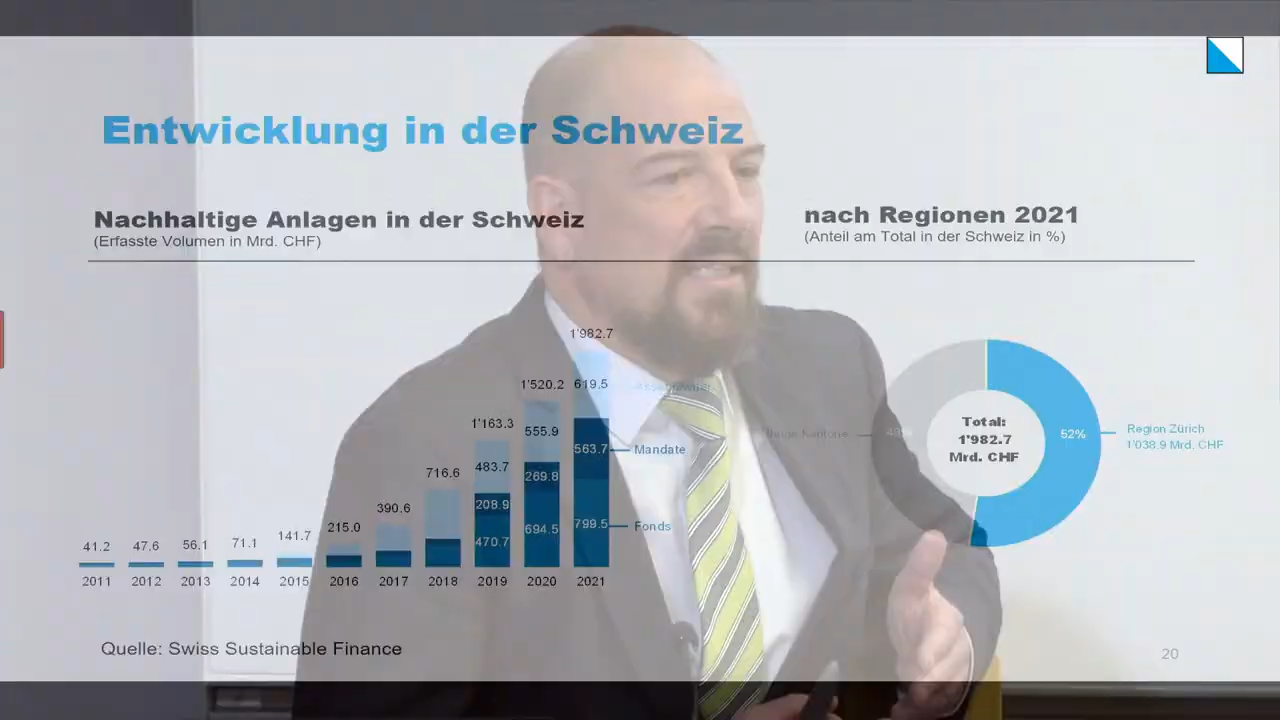 Entwicklung in der Schweiz
Nachhaltige Anlagen in der Schweiz
(Erfasste Volumen in Mrd. CHF)
nach Regionen 2021
(Anteil am Total in der Schweiz in %)
1'982.7
1'520.2
619.5
1'163.3
555.9
Mandate
563.7
716.6
483.7
269.8
390.6
208.9
215.0
694.5
799.5
Fonds
141.7
470.7
41.2
47.6
56.1
71.1
2011
2012
2013
2014
2015
2016
2017
2018
2019
2020
2021
Total:
1'982.7
Mrd. CHF
48%
52%
Region Zürich
1'038.9 Mrd. CHF
Quelle: Swiss Sustainable Finance
20